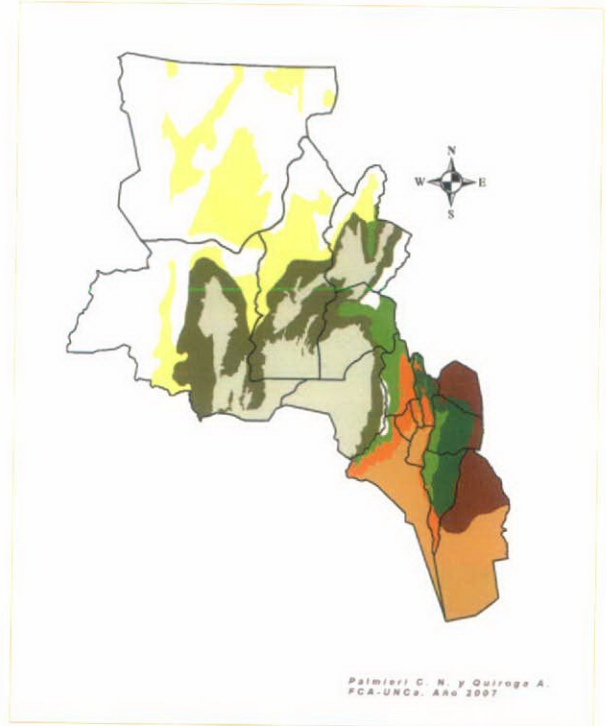 N
W E
S
Palmieri C. N. y Quiroga A.
FCA-UNCa. Año 2007